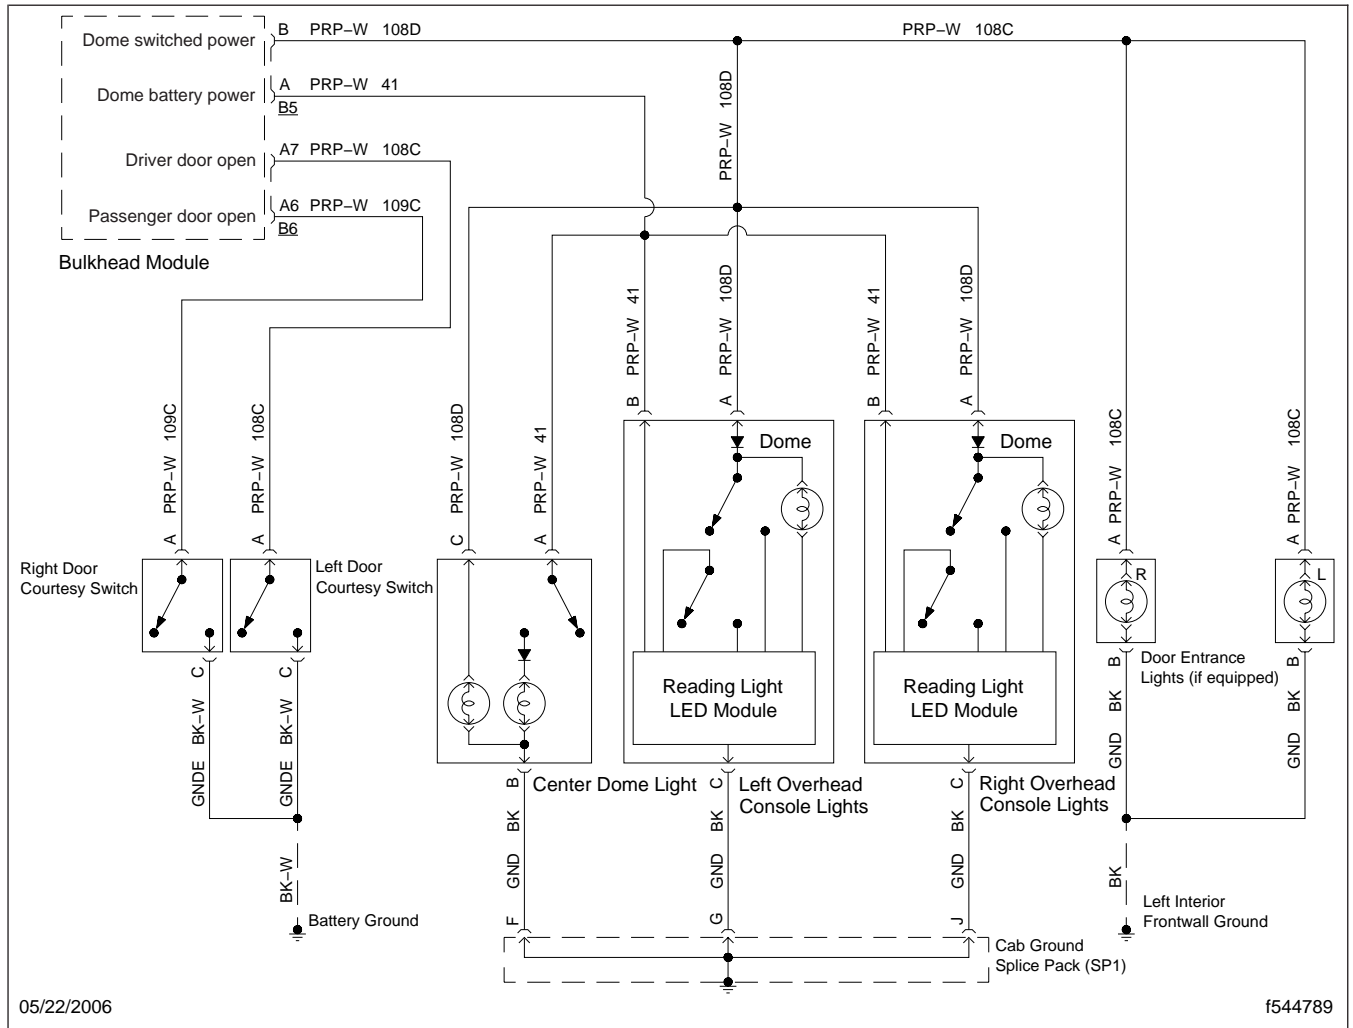 Dome switched power
B PRP–W 108D
PRP–W 108C
Dome battery power
A PRP–W 41
B5
Driver door open
A7 PRP–W 108C
Passenger door open
A6 PRP–W 109C
B6
Bulkhead Module
PRP–W 108D
PRP–W 41
PRP–W 108D
PRP–W 41
PRP–W 108D
B
A
B
A
A PRP–W 109C
A PRP–W 108C
C PRP–W 108D
A PRP–W 41
A PRP–W 108C
A PRP–W 108C
Dome
Dome
Right Door
Courtesy Switch
Left Door
Courtesy Switch
R
L
Door Entrance
Lights (if equipped)
Reading Light
LED Module
Reading Light
LED Module
C
C
GNDE BK–W
GNDE BK–W
B
Center Dome Light
C
Left Overhead
Console Lights
C
Right Overhead
Console Lights
B
B
GND BK
GND BK
GND BK
GND BK
GND BK
BK–W
Battery Ground
F
G
J
BK
Left Interior
Frontwall Ground
Cab Ground
Splice Pack (SP1)
05/22/2006
f544789